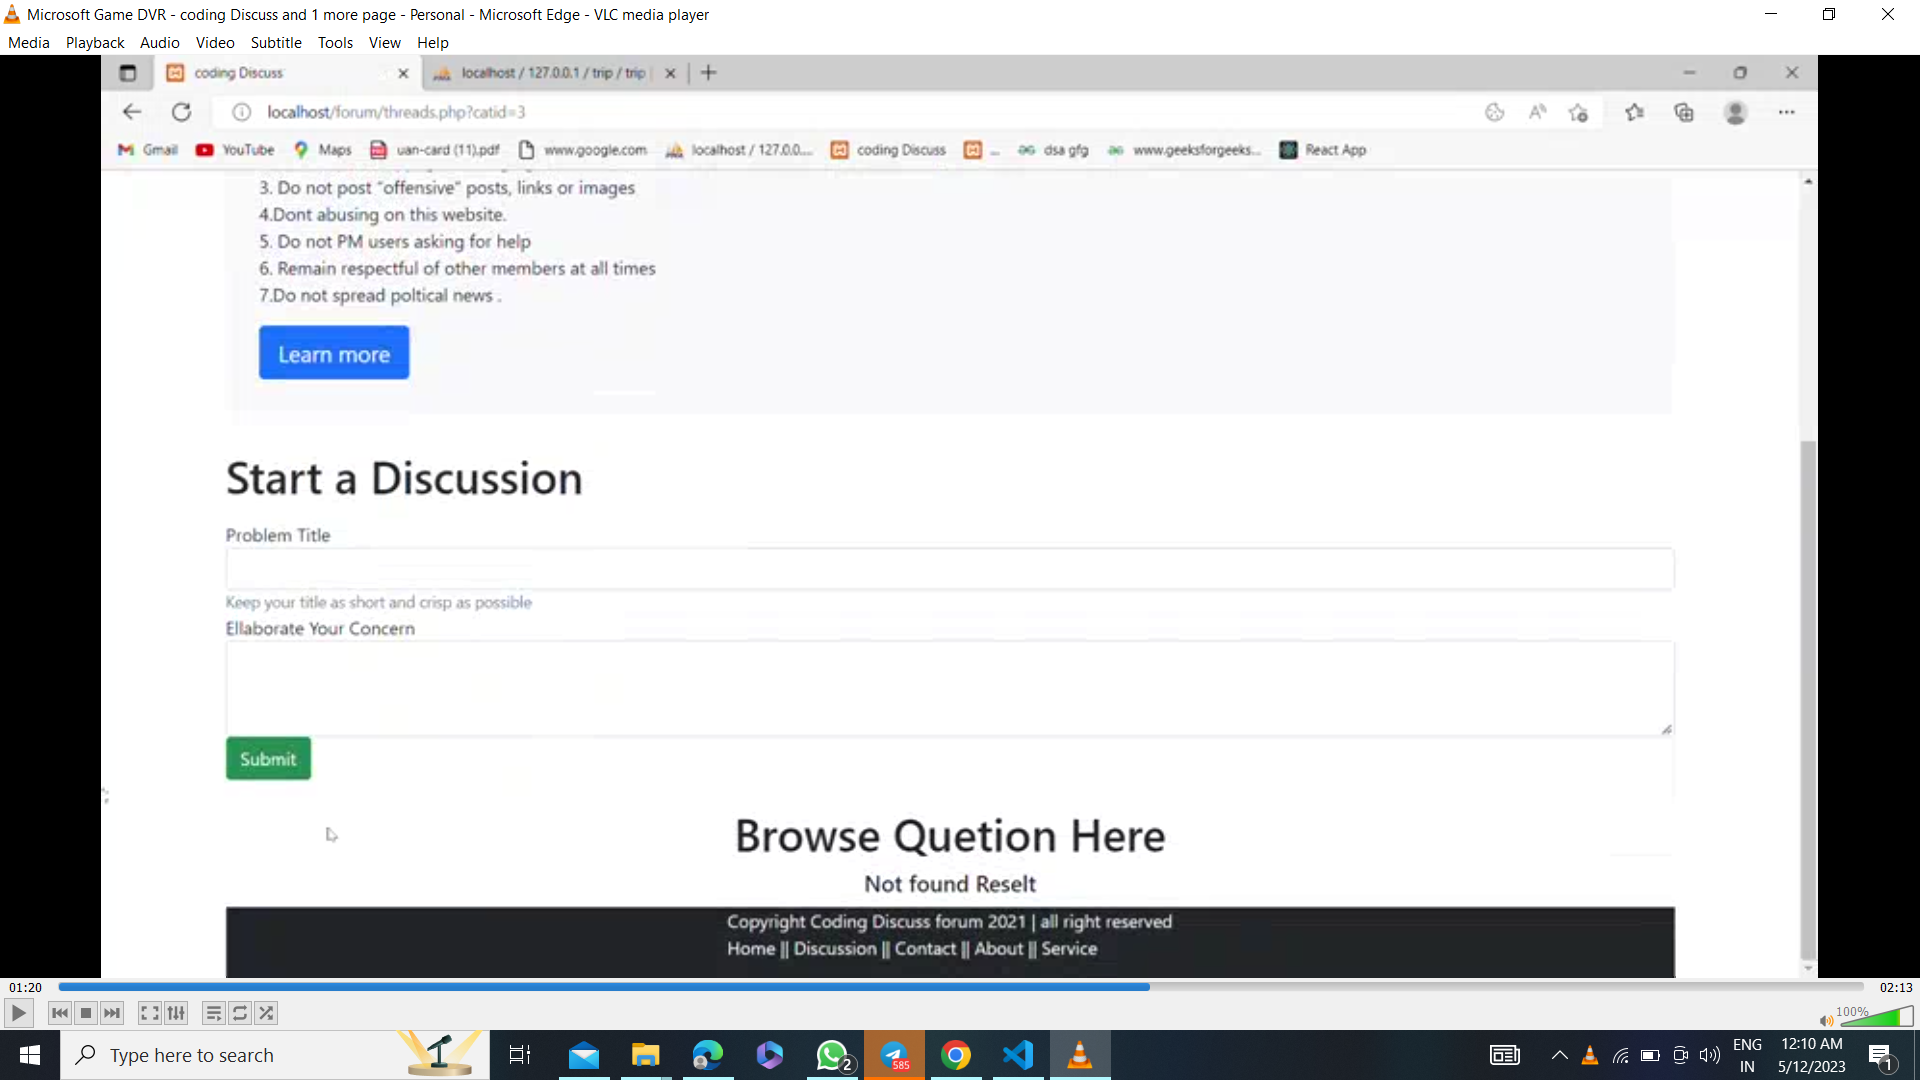 Microsoft Game DVR - coding Discuss and 1 more page - Personal - Microsoft Edge - VLC media player
Media Playback Audio Video Subtitle Tools View Help
coding Discuss localhost / 127.0.0.1 / trip / trip
localhost/forum/threads.php?catid=3
Gmail YouTube Maps uan-card (11).pdf www.google.com localhost / 127.0.0.... coding Discuss ... dsa gfg www.geeksforgeeks... React App
3. Do not post "offensive" posts, links or images
4.Dont abusing on this website.
5. Do not PM users asking for help
6. Remain respectful of other members at all times
7.Do not spread poltical news .
Learn more
Start a Discussion
Problem Title
Keep your title as short and crisp as possible
Ellaborate Your Concern
Submit
Browse Quetion Here
Not found Reselt
Copyright Coding Discuss forum 2021 | all right reserved
Home || Discussion || Contact || About || Service
01:20 02:13
100%
Type here to search
2
585
ENG
IN
12:10 AM
5/12/2023
1